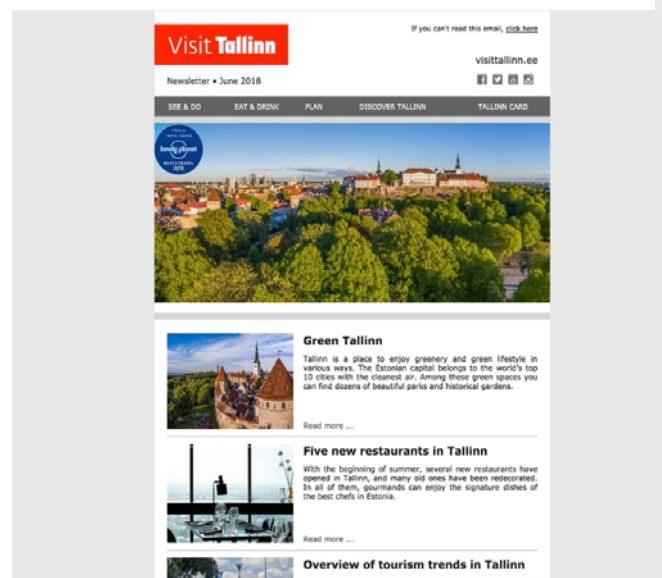 If you can't read this email, click here
Visit Tallinn
visittallinn.ee
Newsletter • June 2018
SEE & DO EAT & DRINK PLAN DISCOVER TALLINN TALLINN CARD
lonely planet
Green Tallinn
Tallinn is a place to enjoy greenery and green lifestyle in
various ways. The Estonian capital belongs to the world's top
10 cities with the cleanest air. Among these green spaces you
can find dozens of beautiful parks and historical gardens.
Read more ...
Five new restaurants in Tallinn
With the beginning of summer, several new restaurants have
opened in Tallinn, and many old ones have been redecorated.
In all of them, gourmands can enjoy the signature dishes of
the best chefs in Estonia.
Read more ...
Overview of tourism trends in Tallinn